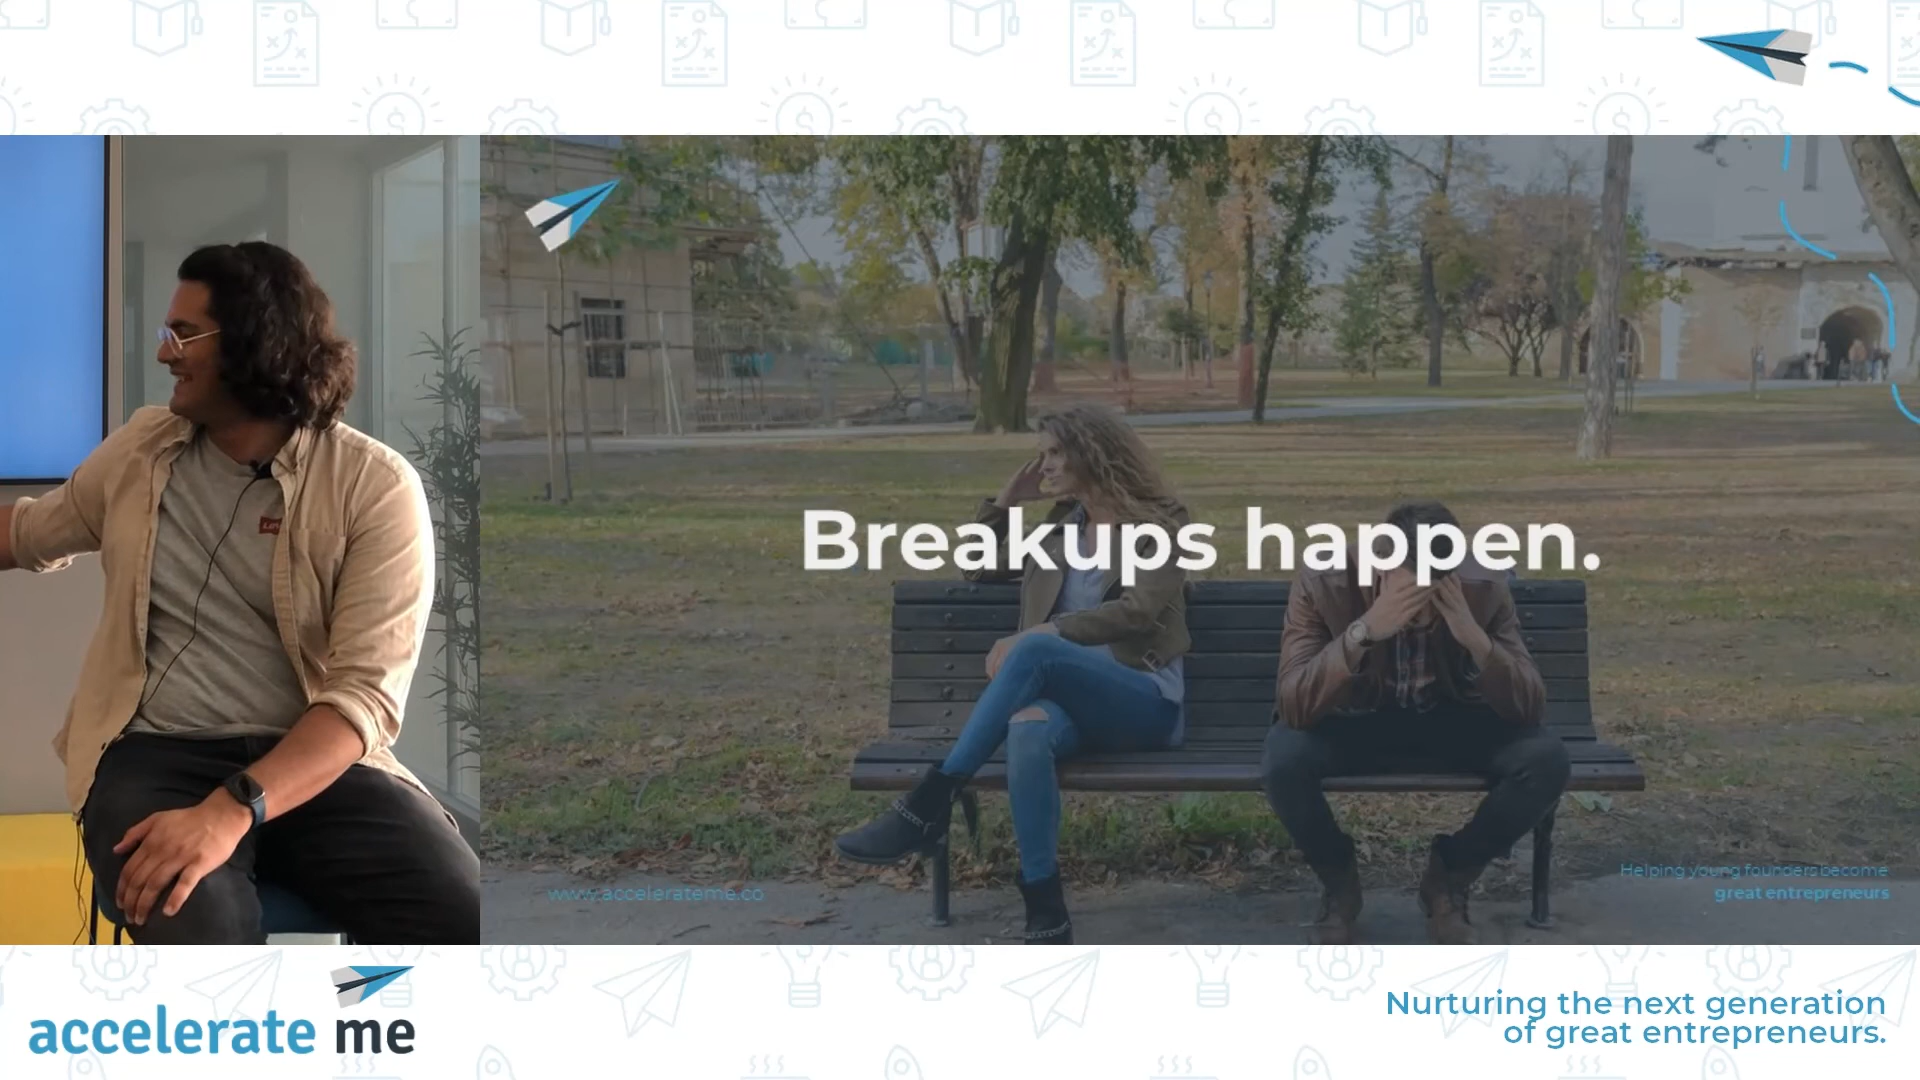 Breakups happen.
www.accelerateme.co
Helping young founders become
great entrepreneurs
accelerate me
Nurturing the next generation
of great entrepreneurs.